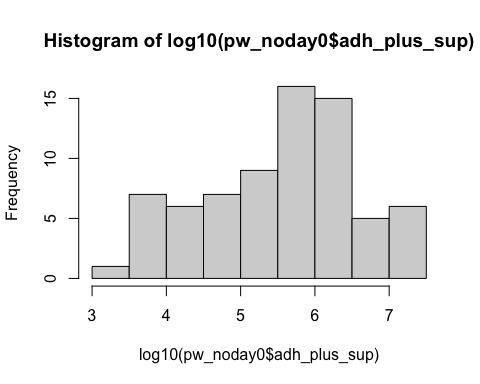 Histogram of log10(pw_noday0$adh_plus_sup)
Frequency
15
10
5
0
3 4 5 6 7
log10(pw_noday0$adh_plus_sup)